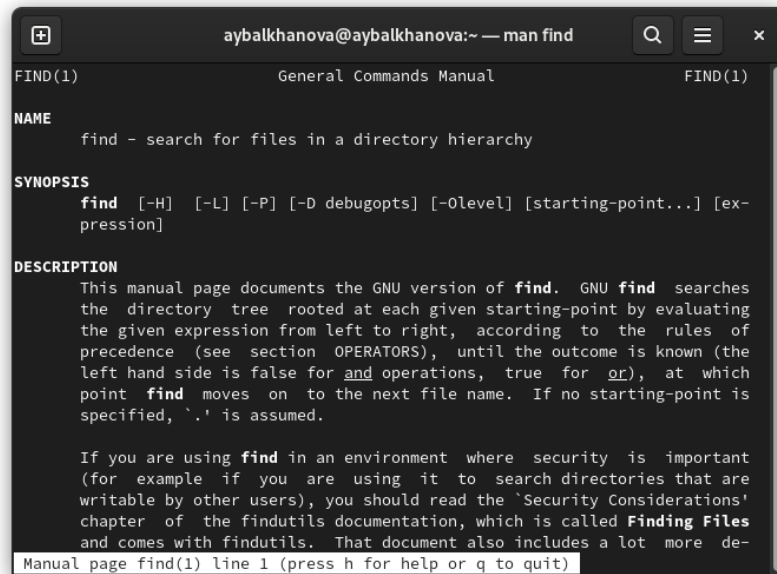 aybalkhanova@aybalkhanova:~ — man find
FIND(1) General Commands Manual FIND(1)
NAME
find - search for files in a directory hierarchy
SYNOPSIS
find [-H] [-L] [-P] [-D debugopts] [-Olevel] [starting-point...] [ex-
pression]
DESCRIPTION
This manual page documents the GNU version of find. GNU find searches
the directory tree rooted at each given starting-point by evaluating
the given expression from left to right, according to the rules of
precedence (see section OPERATORS), until the outcome is known (the
left hand side is false for and operations, true for or), at which
point find moves on to the next file name. If no starting-point is
specified, `.' is assumed.
If you are using find in an environment where security is important
(for example if you are using it to search directories that are
writable by other users), you should read the `Security Considerations'
chapter of the findutils documentation, which is called Finding Files
and comes with findutils. That document also includes a lot more de-
Manual page find(1) line 1 (press h for help or q to quit)